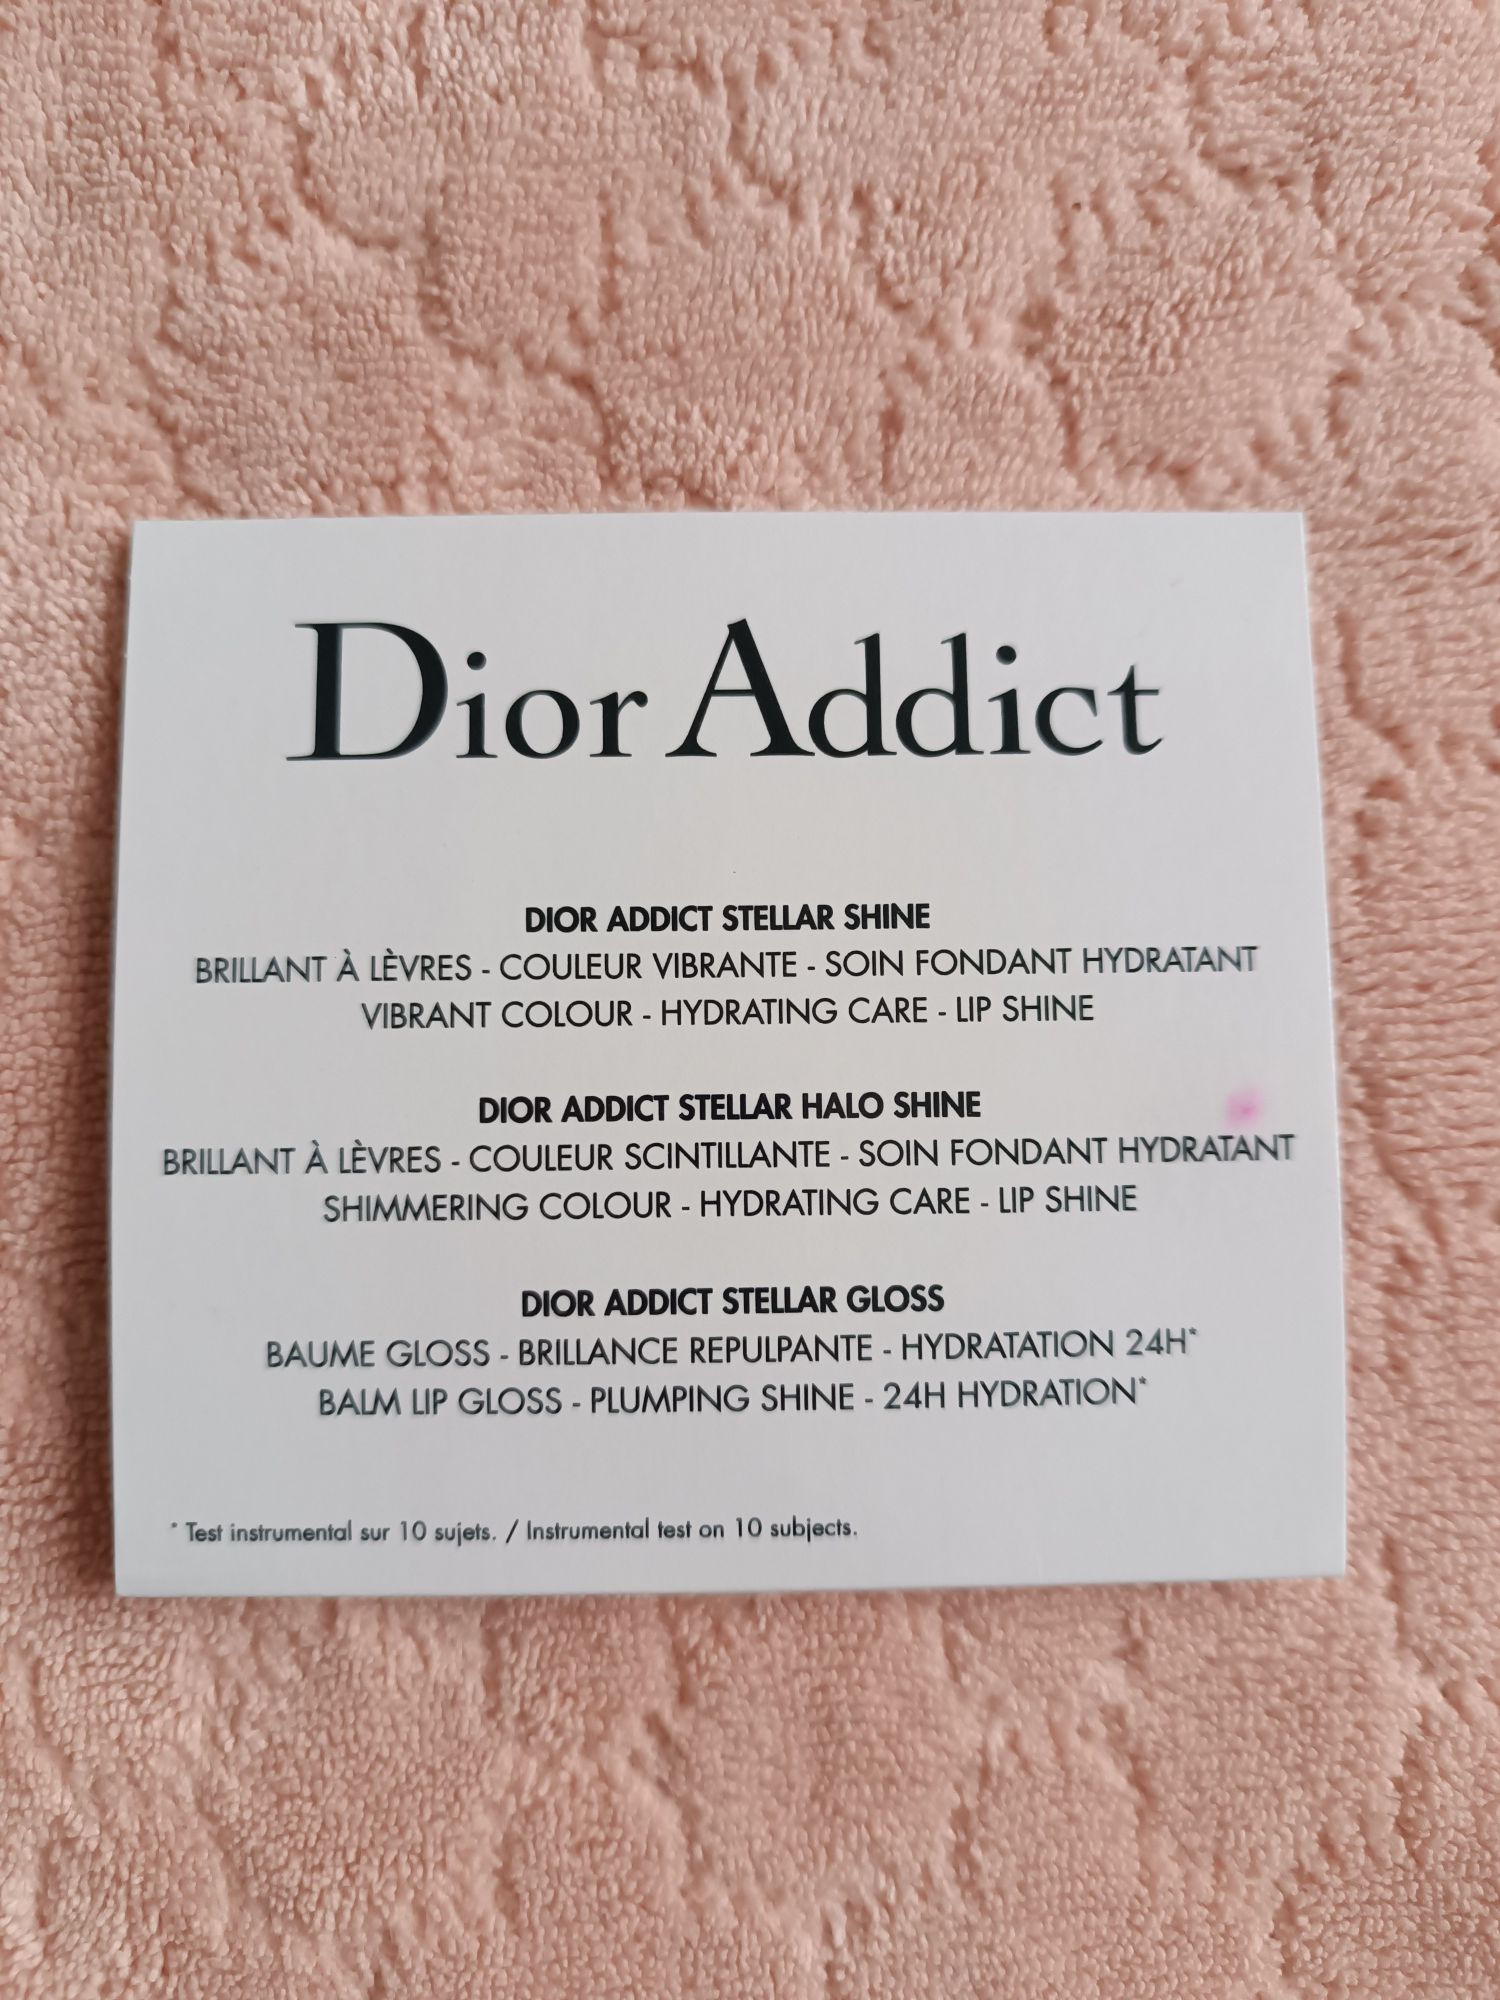 Dior Addict
DIOR ADDICT STELLAR SHINE
BRILLANT À LÈVRES - COULEUR VIBRANTE - SOIN FONDANT HYDRATANT
VIBRANT COLOUR - HYDRATING CARE - LIP SHINE
DIOR ADDICT STELLAR HALO SHINE
BRILLANT À LÈVRES - COULEUR SCINTILLANTE - SOIN FONDANT HYDRATANT
SHIMMERING COLOUR - HYDRATING CARE - LIP SHINE
DIOR ADDICT STELLAR GLOSS
BAUME GLOSS - BRILLANCE REPULPANTE - HYDRATATION 24H*
BALM LIP GLOSS - PLUMPING SHINE - 24H HYDRATION*
* Test instrumental sur 10 sujets. / Instrumental test on 10 subjects.